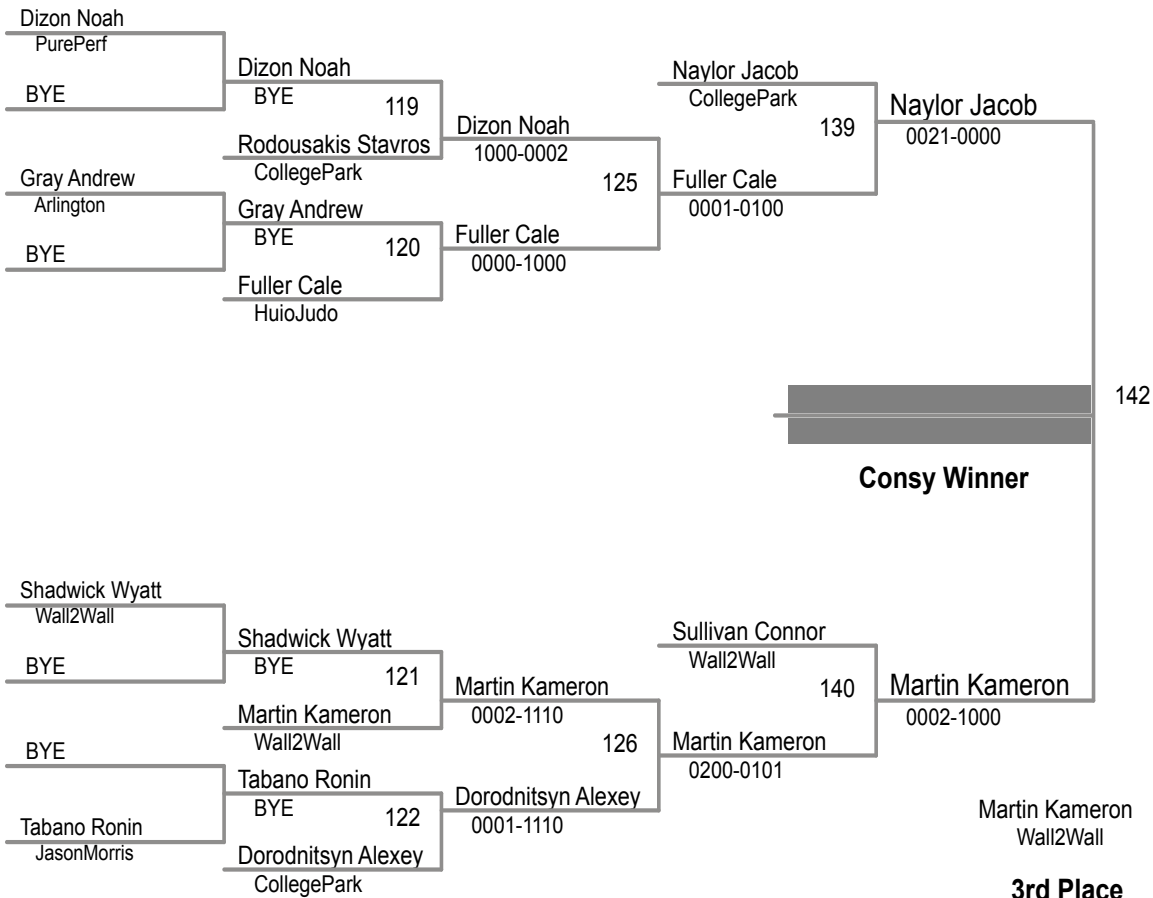 Dizon Noah
PurePerf
BYE
Dizon Noah
BYE
119
Rodousakis Stavros
CollegePark
Gray Andrew
Arlington
BYE
Gray Andrew
BYE
120
Fuller Cale
HuioJudo
Dizon Noah
1000-0002
125
Fuller Cale
0000-1000
Naylor Jacob
CollegePark
139
Fuller Cale
0001-0100
Naylor Jacob
0021-0000
142
Consy Winner
Shadwick Wyatt
Wall2Wall
BYE
Shadwick Wyatt
BYE
121
Martin Kameron
Wall2Wall
BYE
Tabano Ronin
JasonMorris
Tabano Ronin
BYE
122
Dorodnitsyn Alexey
CollegePark
Martin Kameron
0002-1110
126
Dorodnitsyn Alexey
0001-1110
Sullivan Connor
Wall2Wall
140
Martin Kameron
0200-0101
Martin Kameron
0002-1000
Martin Kameron
Wall2Wall
3rd Place